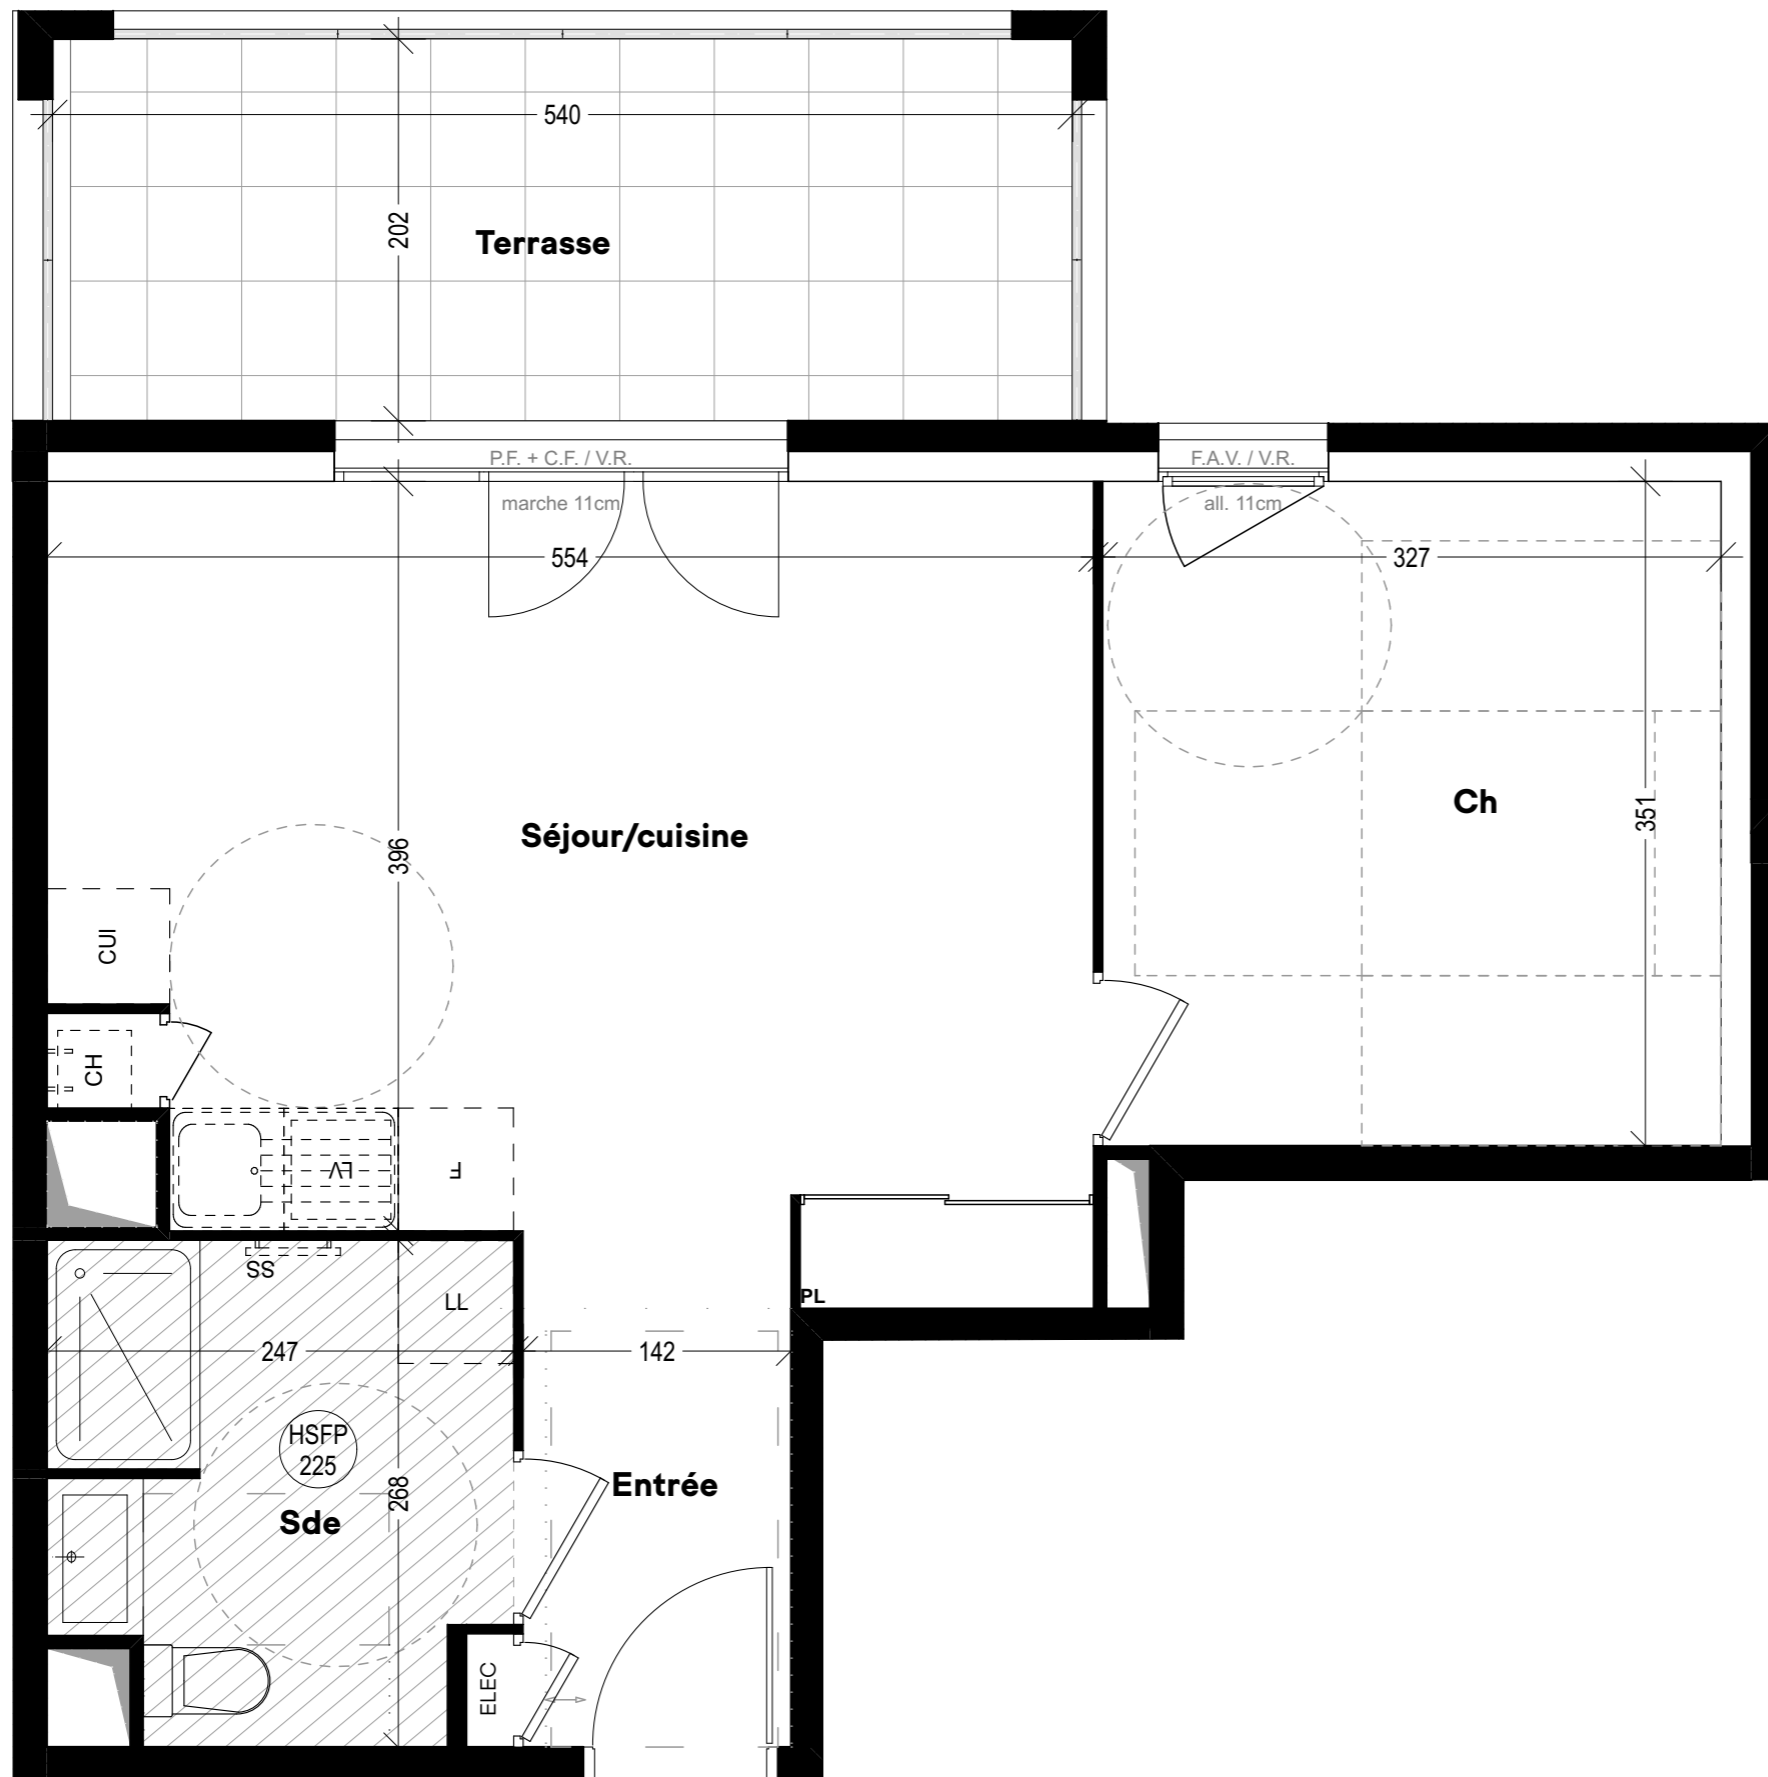 540
202
Terrasse
P.F. + C.F. / V.R.
F.A.V. / V.R.
marche 11cm
all. 11cm
554
327
Ch
351
Séjour/cuisine
396
CUI
CH
LV
F
SS
LL
PL
247
142
HSFP
225
Entrée
268
Sde
ELEC